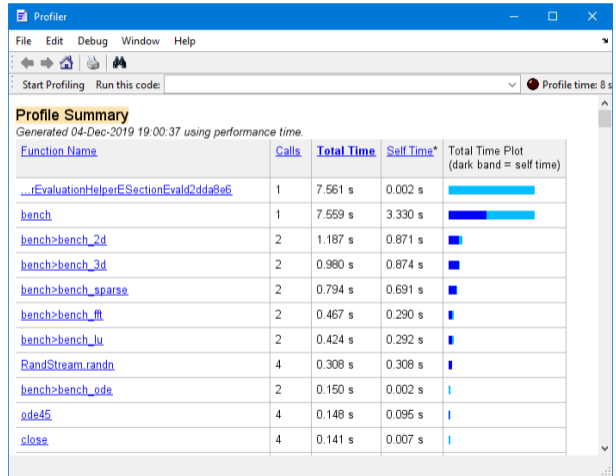 Profiler
File Edit Debug Window Help
Start Profiling Run this code: Profile time: 8 s
Profile Summary
Generated 04-Dec-2019 19:00:37 using performance time.
Function Name Calls Total Time Self Time* Total Time Plot
(dark band = self time)
...rEvaluationHelperESectionEvald2dda8e6 1 7.561 s 0.002 s
bench 1 7.559 s 3.330 s
bench>bench_2d 2 1.187 s 0.871 s
bench>bench_3d 2 0.980 s 0.874 s
bench>bench_sparse 2 0.794 s 0.691 s
bench>bench_fft 2 0.467 s 0.290 s
bench>bench_lu 2 0.424 s 0.292 s
RandStream.randn 4 0.308 s 0.308 s
bench>bench_ode 2 0.150 s 0.002 s
ode45 4 0.148 s 0.095 s
close 4 0.141 s 0.007 s